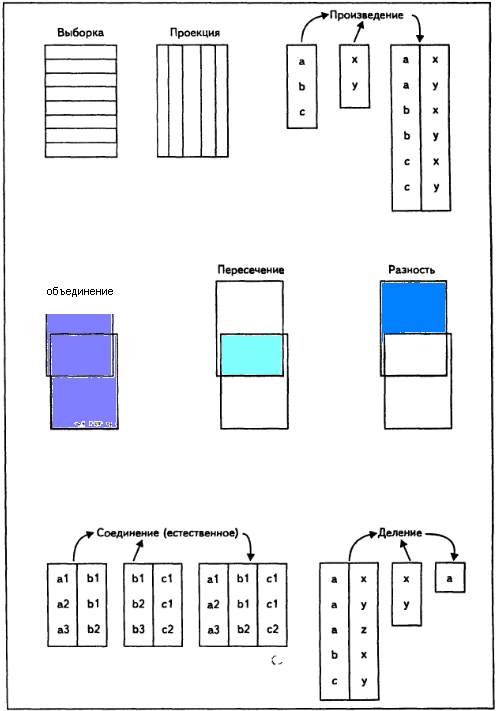 Произведение
Выборка
Проекция
a x a x
b y a y
c b x
b y
c x
c y
объединение
Пересечение
Разность
Соединение (естественное)
Деление
a1 b1 b1 c1 a1 b1 c1
a2 b1 b2 c1 a2 b1 c1
a3 b2 b3 c2 a3 b2 c1
a x x a
a y y
a z
b x
c y